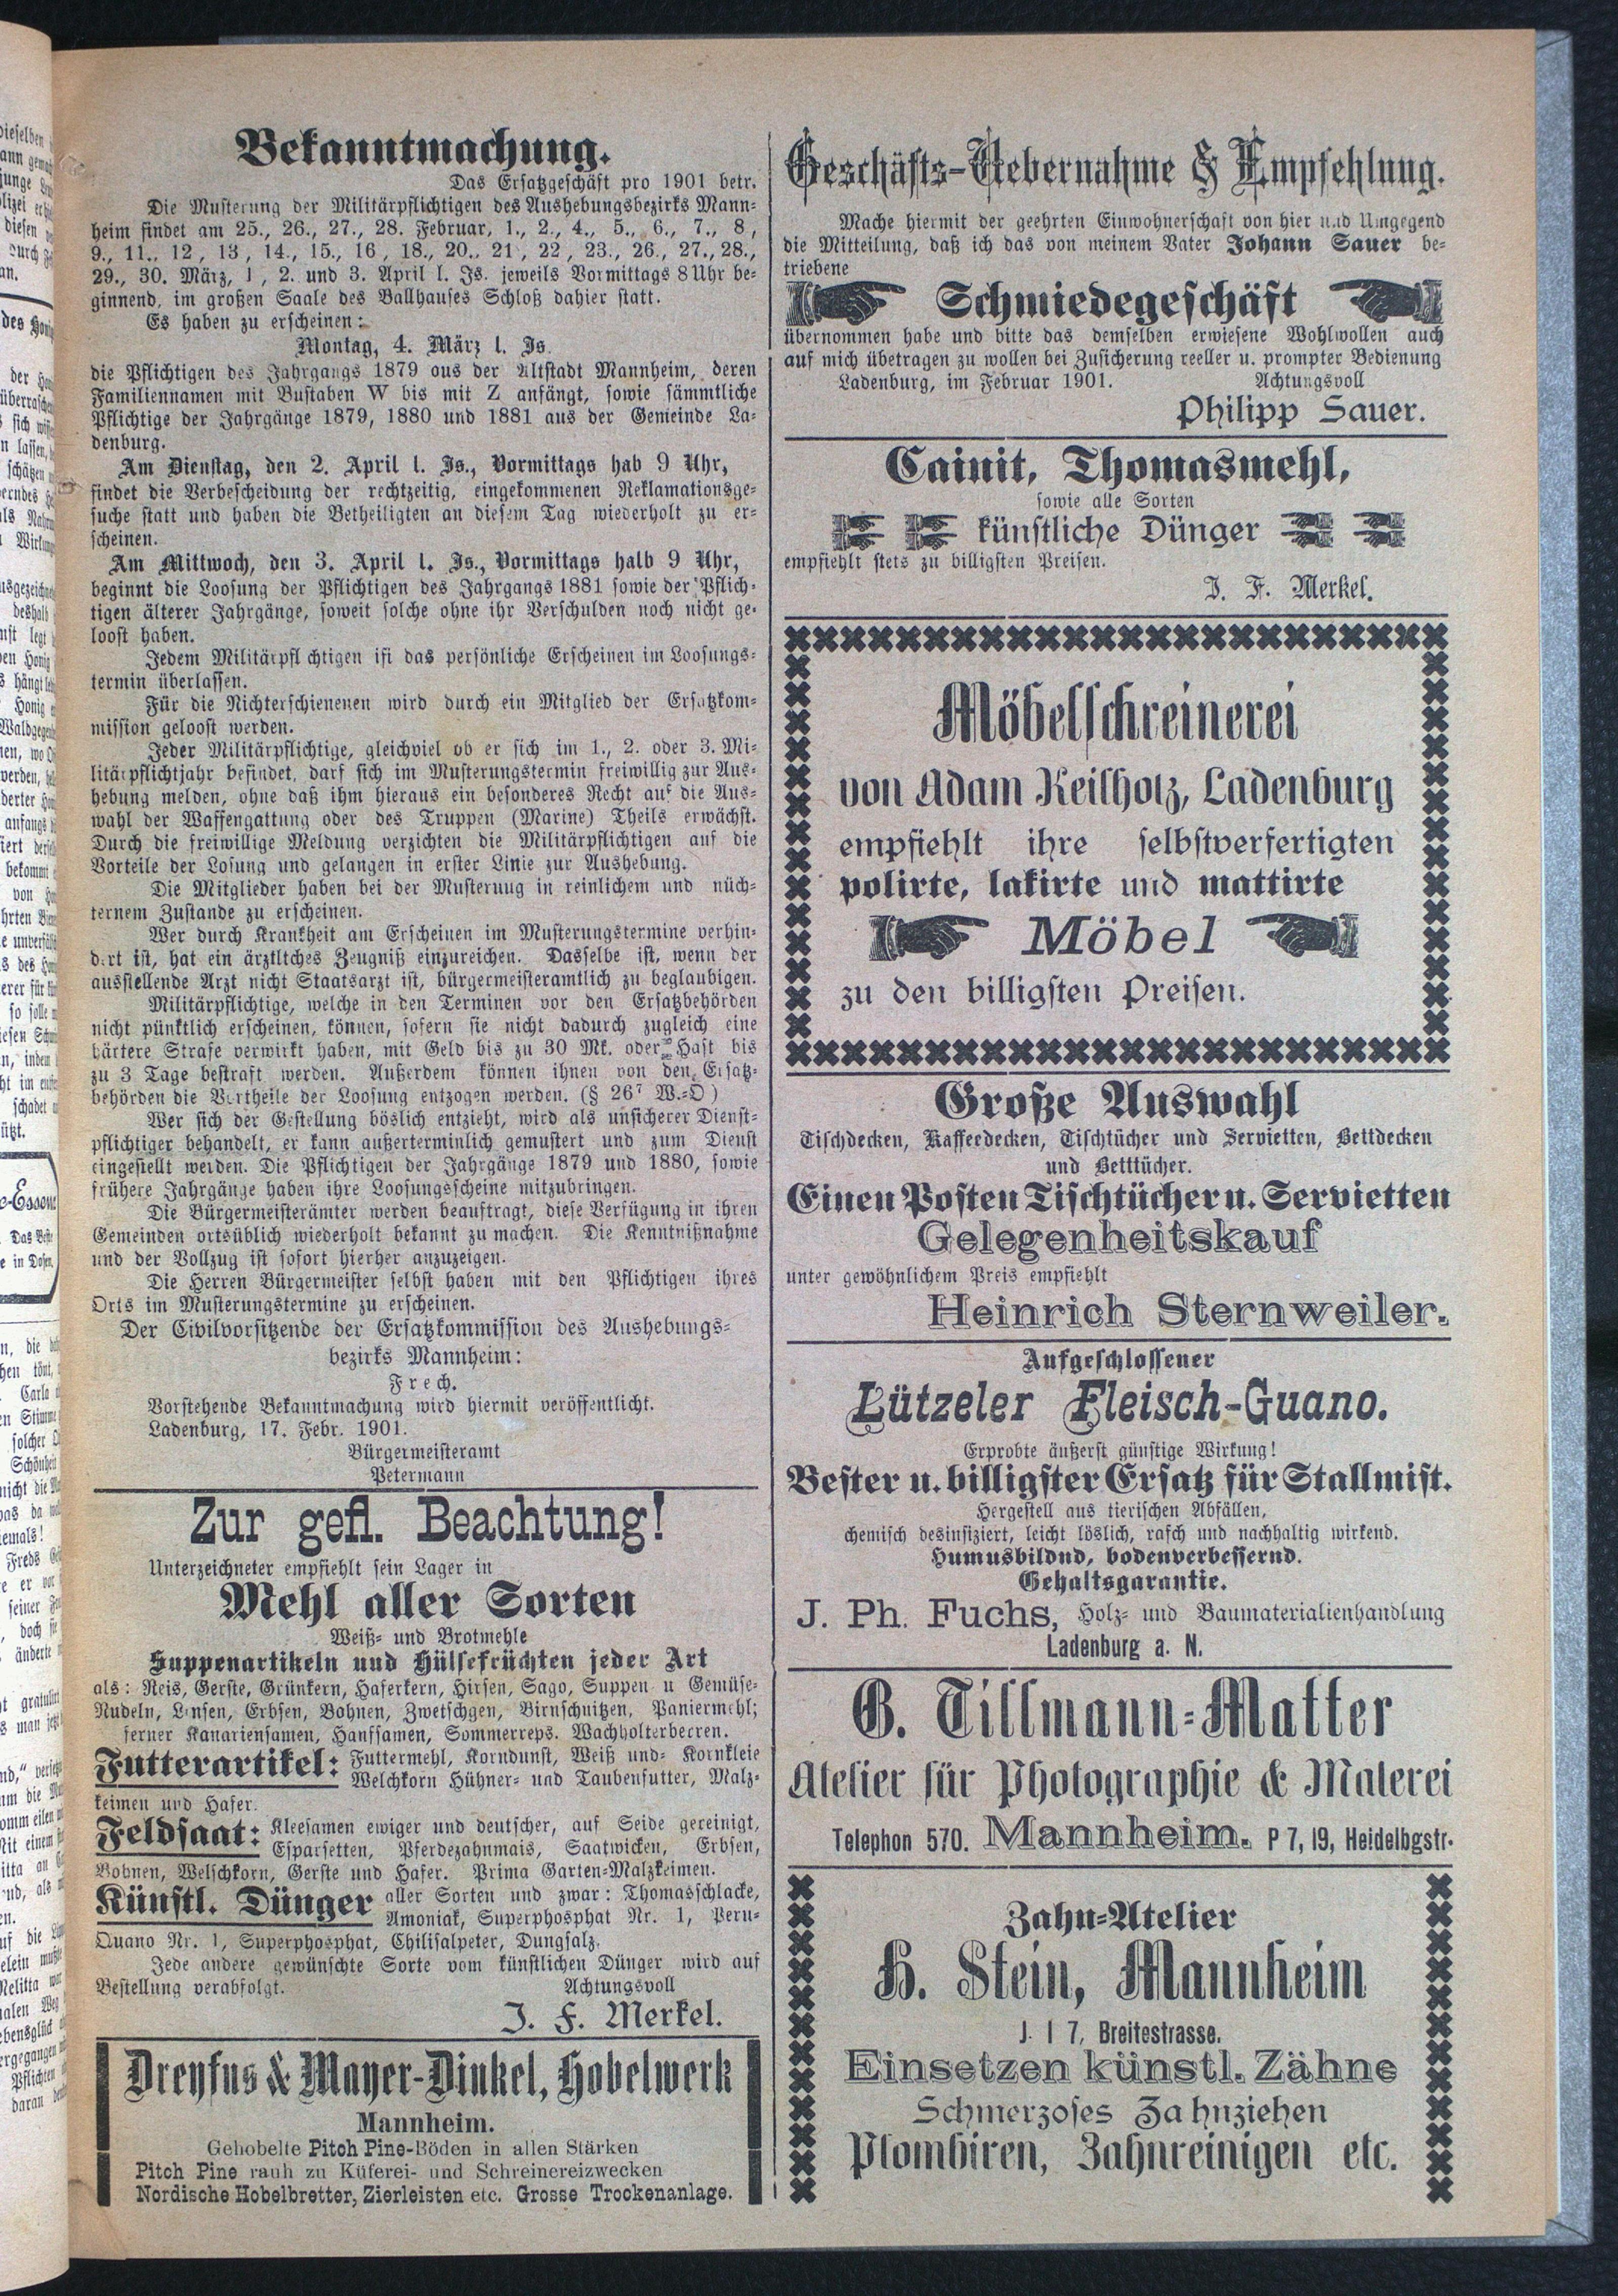 Bekanntmachung.
Das Ersatzgeschäft pro 1901 betr.
Die Musterung der Militärpflichtigen des Aushebungsbezirks Mann-
heim findet am 25., 26., 27., 28. Februar, 1., 2., 4., 5., 6., 7., 8,
9., 11., 12, 13, 14., 15., 16, 18., 20., 21, 22, 23., 26., 27., 28.,
29., 30. März, 1, 2. und 3. April l. Js. jeweils Vormittags 8 Uhr be-
ginnend, im großen Saale des Ballhauses Schloß dahier statt.
Es haben zu erscheinen:
Montag, 4. März l. Js.
die Pflichtigen des Jahrgangs 1879 aus der Altstadt Mannheim, deren
Familiennamen mit Bustaben W bis mit Z anfängt, sowie sämmtliche
Pflichtige der Jahrgänge 1879, 1880 und 1881 aus der Gemeinde La-
denburg.
Am Dienstag, den 2. April l. Js., Vormittags hab 9 Uhr,
findet die Verbescheidung der rechtzeitig, eingekommenen Reklamationsge-
suche statt und haben die Betheiligten an diesem Tag wiederholt zu er-
scheinen.
Am Mittwoch, den 3. April l. Js., Vormittags halb 9 Uhr,
beginnt die Loosung der Pflichtigen des Jahrgangs 1881 sowie der Pflich-
tigen älterer Jahrgänge, soweit solche ohne ihr Verschulden noch nicht ge-
loost haben.
Jedem Militärpfl chtigen ist das persönliche Erscheinen im Loosungs-
termin überlassen.
Für die Nichterschienenen wird durch ein Mitglied der Ersatzkom-
mission geloost werden.
Jeder Militärpflichtige, gleichviel ob er sich im 1., 2. oder 3. Mi-
litärpflichtjahr befindet, darf sich im Musterungstermin freiwillig zur Aus-
hebung melden, ohne daß ihm hieraus ein besonderes Recht auf die Aus-
wahl der Waffengattung oder des Truppen (Marine) Theils erwächst.
Durch die freiwillige Meldung verzichten die Militärpflichtigen auf die
Vorteile der Losung und gelangen in erster Linie zur Aushebung.
Die Mitglieder haben bei der Musteruug in reinlichem und nüch-
ternem Zustande zu erscheinen.
Wer durch Krankheit am Erscheinen im Musterungstermine verhin-
dert ist, hat ein ärztltches Zeugniß einzureichen. Dasselbe ist, wenn der
ausstellende Arzt nicht Staatsarzt ist, bürgermeisteramtlich zu beglaubigen.
Militärpflichtige, welche in den Terminen vor den Ersatzbehörden
nicht pünktlich erscheinen, können, sofern sie nicht dadurch zugleich eine
härtere Strafe verwirkt haben, mit Geld bis zu 30 Mk. oder Haft bis
zu 3 Tage bestraft werden. Außerdem können ihnen von den Ersatz-
behörden die Vortheile der Loosung entzogen werden. (§ 26⁷ W.-O)
Wer sich der Gestellung böslich entzieht, wird als unsicherer Dienst-
pflichtiger behandelt, er kann außerterminlich gemustert und zum Dienst
eingestellt werden. Die Pflichtigen der Jahrgänge 1879 und 1880, sowie
frühere Jahrgänge haben ihre Loosungsscheine mitzubringen.
Die Bürgermeisterämter werden beauftragt, diese Verfügung in ihren
Gemeinden ortsüblich wiederholt bekannt zu machen. Die Kenntnißnahme
und der Vollzug ist sofort hierher anzuzeigen.
Die Herren Bürgermeister selbst haben mit den Pflichtigen ihres
Orts im Musterungstermine zu erscheinen.
Der Civilvorsitzende der Ersatzkommission des Aushebungs-
bezirks Mannheim:
Frech.
Vorstehende Bekanntmachung wird hiermit veröffentlicht.
Ladenburg, 17. Febr. 1901.
Bürgermeisteramt
Petermann
Zur gefl. Beachtung!
Unterzeichneter empfiehlt sein Lager in
Mehl aller Sorten
Weiß- und Brotmehle
Suppenartikeln und Hülsefrüchten jeder Art
als: Reis, Gerste, Grünkern, Haferkern, Hirsen, Sago, Suppen u Gemüse-
Nudeln, Linsen, Erbsen, Bohnen, Zwetschgen, Birnschnitzen, Paniermehl;
ferner Kanariensamen, Hanfsamen, Sommerreps. Wachholterbeeren.
Futterartikel: Futtermehl, Korndunst, Weiß und- Kornkleie
Welchkorn Hühner- und Taubenfutter, Malz-
keimen und Hafer.
Feldsaat: Kleesamen ewiger und deutscher, auf Seide gereinigt,
Esparsetten, Pferdezahnmais, Saatwicken, Erbsen,
Bohnen, Welschkorn, Gerste und Hafer. Prima Garten-Malzkeimen.
Künstl. Dünger aller Sorten und zwar: Thomasschlacke,
Amoniak, Superphosphat Nr. 1, Peru-
Quano Nr. 1, Superphosphat, Chilisalpeter, Dungsalz.
Jede andere gewünschte Sorte vom künstlichen Dünger wird auf
Bestellung verabfolgt. Achtungsvoll
J. F. Merkel.
Dreyfus & Mayer-Dinkel, Hobelwerk
Mannheim.
Gehobelte Pitch Pine-Böden in allen Stärken
Pitch Pine rauh zu Küferei- und Schreinereizwecken
Nordische Hobelbretter, Zierleisten etc. Grosse Trockenanlage.
Geschäfts-Uebernahme & Empfehlung.
Mache hiermit der geehrten Einwohnerschaft von hier und Umgegend
die Mitteilung, daß ich das von meinem Vater Johann Sauer be-
triebene
Schmiedegeschäft
übernommen habe und bitte das demselben erwiesene Wohlwollen auch
auf mich übetragen zu wollen bei Zusicherung reeller u. prompter Bedienung
Ladenburg, im Februar 1901. Achtungsvoll
Philipp Sauer.
Cainit, Thomasmehl,
sowie alle Sorten
künstliche Dünger
empfiehlt stets zu billigsten Preisen.
J. F. Merkel.
Möbelschreinerei
von Adam Keilholz, Ladenburg
empfiehlt ihre selbstverfertigten
polirte, lakirte und mattirte
Möbel
zu den billigsten Preisen.
Große Auswahl
Tischdecken, Kaffeedecken, Tischtücher und Servietten, Bettdecken
und Betttücher.
Einen Posten Tischtücher u. Servietten
Gelegenheitskauf
unter gewöhnlichem Preis empfiehlt
Heinrich Sternweiler.
Aufgeschlossener
Lützeler Fleisch-Guano.
Erprobte äußerst günstige Wirkung!
Bester u. billigster Ersatz für Stallmist.
Hergestell aus tierischen Abfällen,
chemisch desinfiziert, leicht löslich, rasch und nachhaltig wirkend.
Humusbildnd, bodenverbessernd.
Gehaltsgarantie.
J. Ph. Fuchs, Holz- und Baumaterialienhandlung
Ladenburg a. N.
G. Tillmann-Matter
Atelier für Photographie & Malerei
Telephon 570. Mannheim. P 7, 19, Heidelbgstr.
Zahn-Atelier
H. Stein, Mannheim
J. 1 7, Breitestrasse.
Einsetzen künstl. Zähne
Schmerzoses Zahnziehen
Plombiren, Zahnreinigen etc.